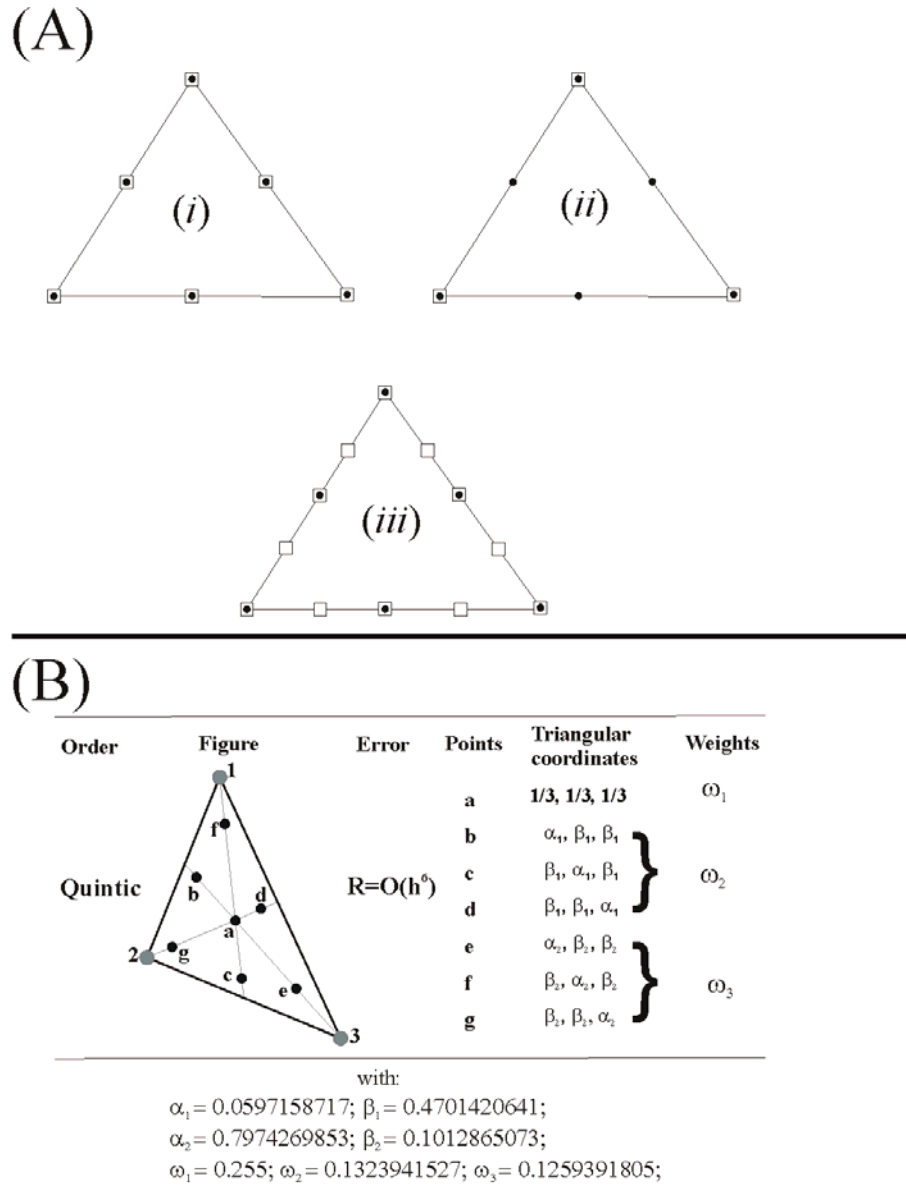 (A)
(i)
(ii)
(iii)
(B)
Order Figure Error Points Triangular coordinates Weights
1
a 1/3, 1/3, 1/3 ω₁
f
b α₁, β₁, β₁
Quintic b d R=O(h⁶) c β₁, α₁, β₁ } ω₂
a d β₁, β₁, α₁
2 g e α₂, β₂, β₂
c e f β₂, α₂, β₂ } ω₃
3 g β₂, β₂, α₂
with:
α₁= 0.0597158717; β₁= 0.4701420641;
α₂= 0.7974269853; β₂= 0.1012865073;
ω₁= 0.255; ω₂= 0.1323941527; ω₃= 0.1259391805;